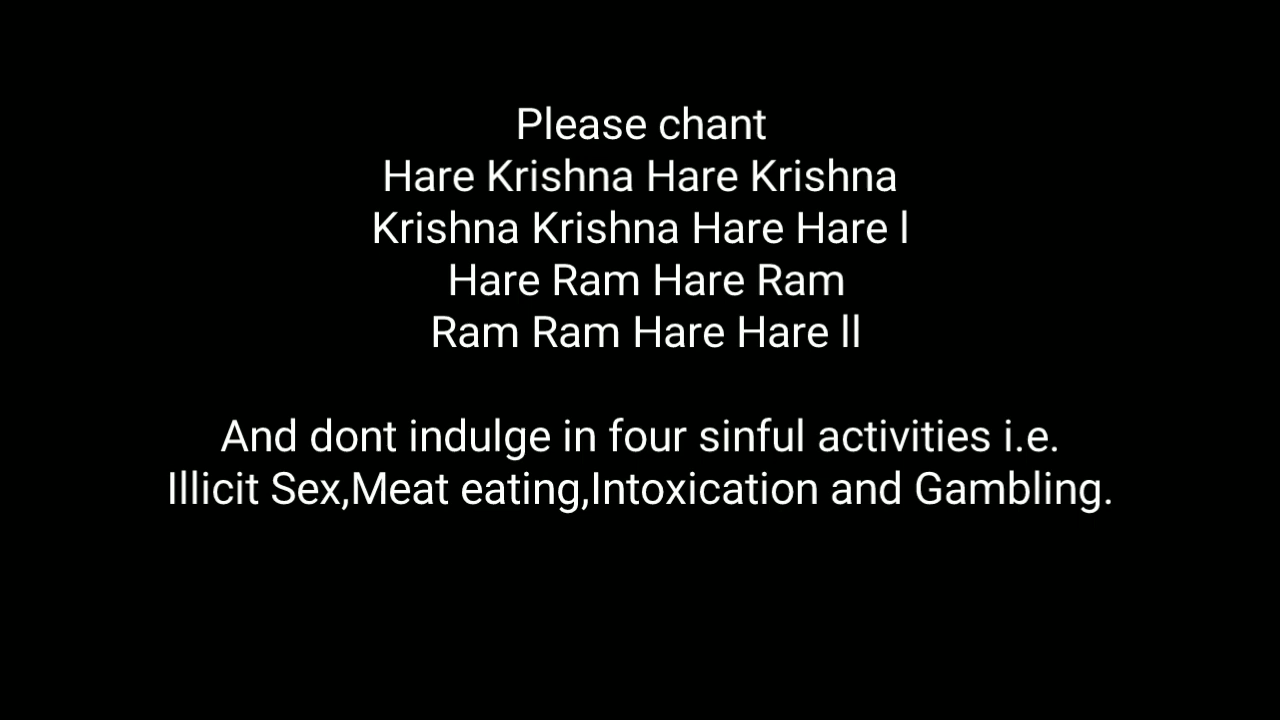 Please chant
Hare Krishna Hare Krishna
Krishna Krishna Hare Hare l
Hare Ram Hare Ram
Ram Ram Hare Hare ll
And dont indulge in four sinful activities i.e.
Illicit Sex,Meat eating,Intoxication and Gambling.